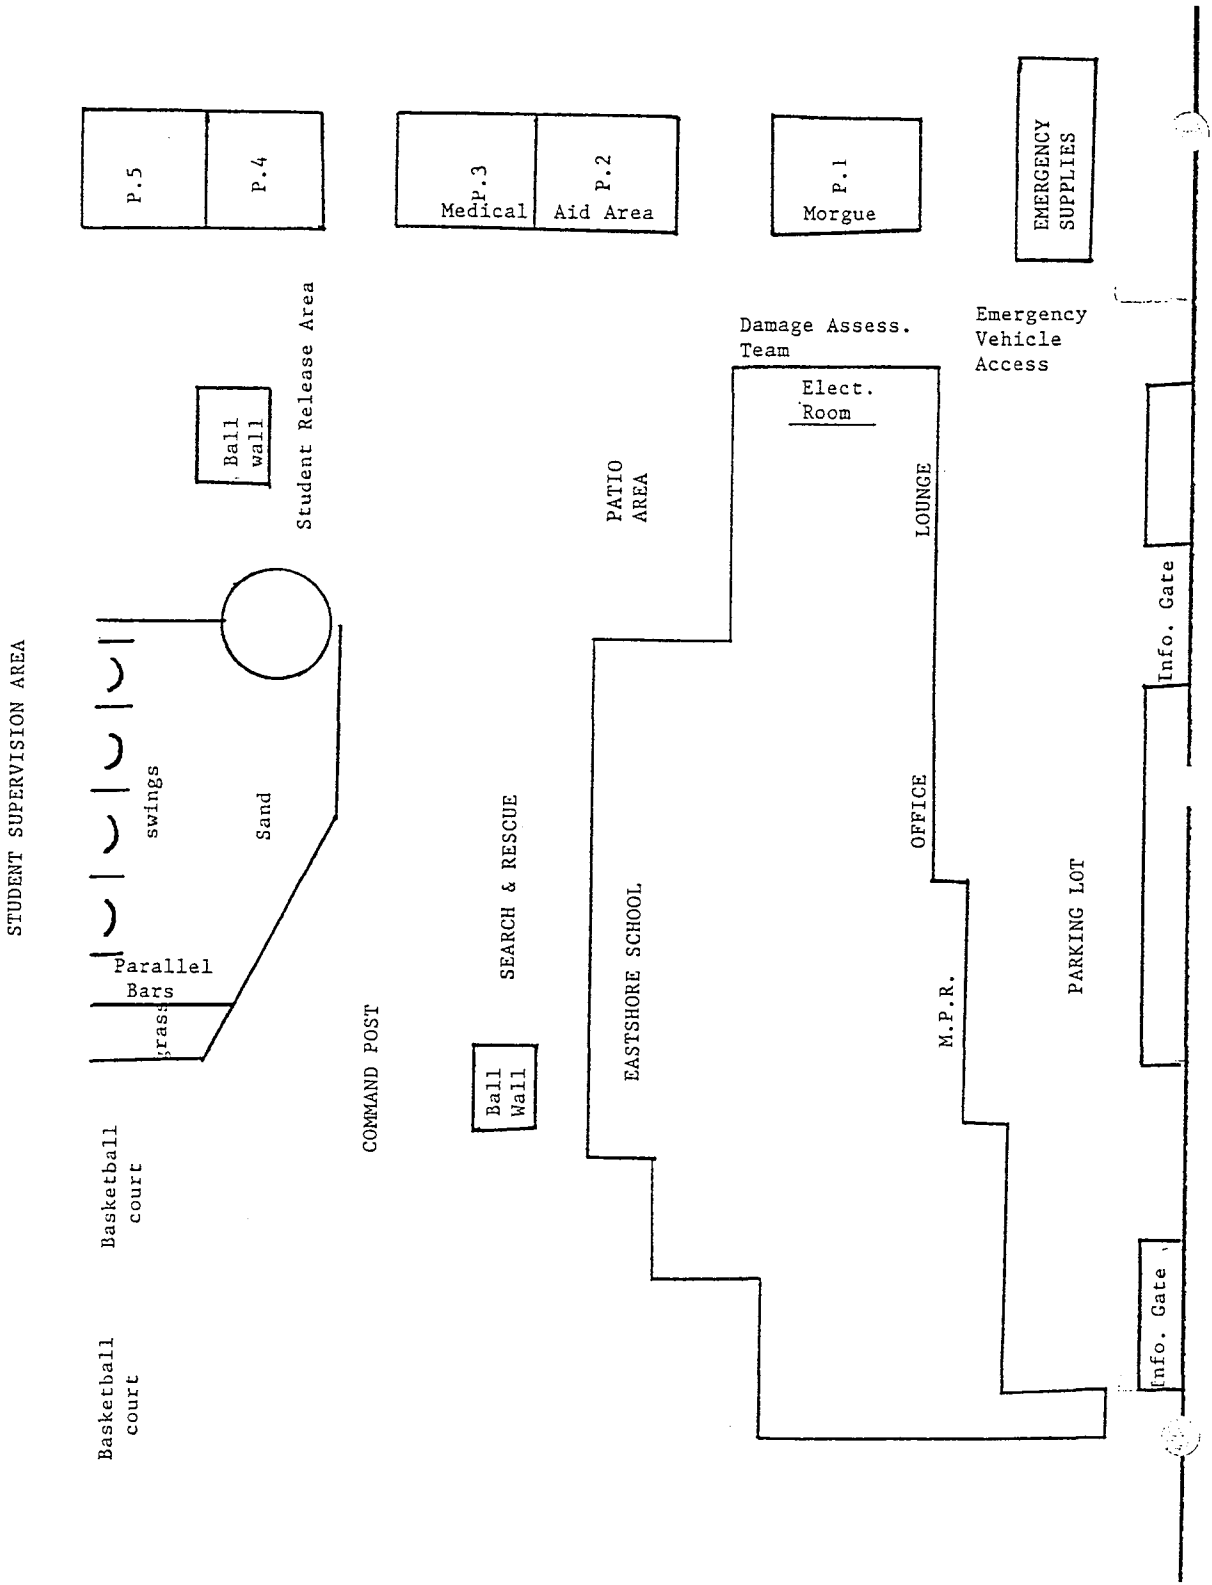 STUDENT SUPERVISION AREA
P.5
P.4
P.3
Medical
P.2
Aid Area
P.1
Morgue
EMERGENCY
SUPPLIES
Student Release Area
Ball
wall
Damage Assess.
Team
Emergency
Vehicle
Access
Elect.
Room
PATIO
AREA
LOUNGE
Info. Gate
swings
Sand
Parallel
Bars
grass
SEARCH & RESCUE
OFFICE
EASTSHORE SCHOOL
M.P.R.
PARKING LOT
COMMAND POST
Ball
Wall
Basketball
court
Basketball
court
Info. Gate